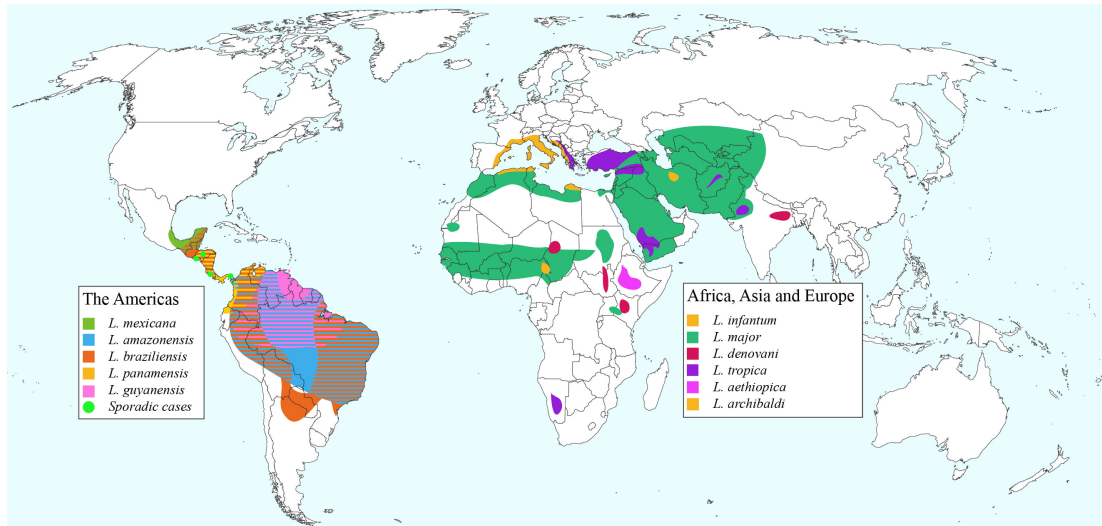 The Americas
L. mexicana
L. amazonensis
L. braziliensis
L. panamensis
L. guyanensis
Sporadic cases
Africa, Asia and Europe
L. infantum
L. major
L. denovani
L. tropica
L. aethiopica
L. archibaldi